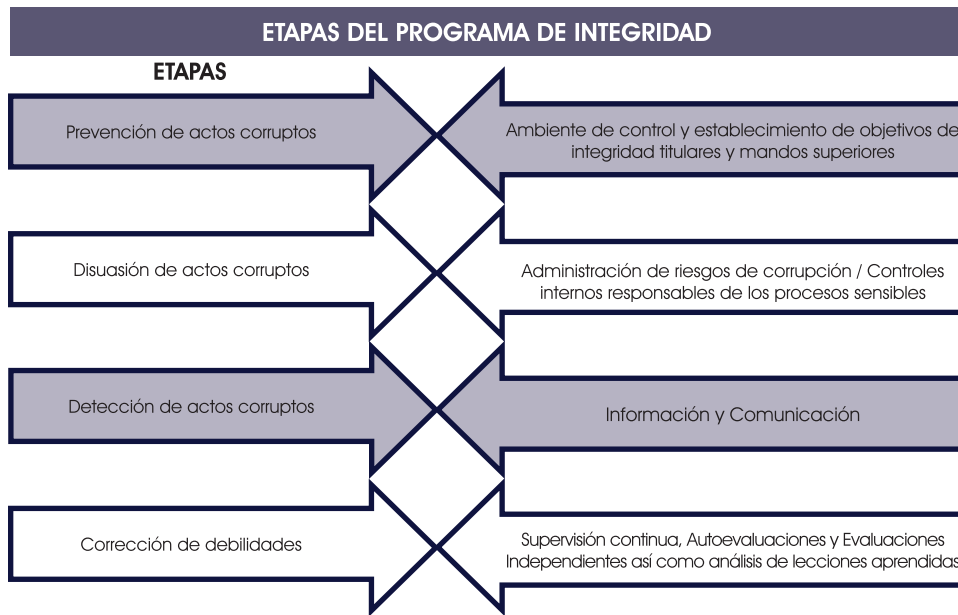 ETAPAS DEL PROGRAMA DE INTEGRIDAD
ETAPAS
Prevención de actos corruptos
Ambiente de control y establecimiento de objetivos de
integridad titulares y mandos superiores
Disuasión de actos corruptos
Administración de riesgos de corrupción / Controles
internos responsables de los procesos sensibles
Detección de actos corruptos
Información y Comunicación
Corrección de debilidades
Supervisión continua, Autoevaluaciones y Evaluaciones
Independientes así como análisis de lecciones aprendidas